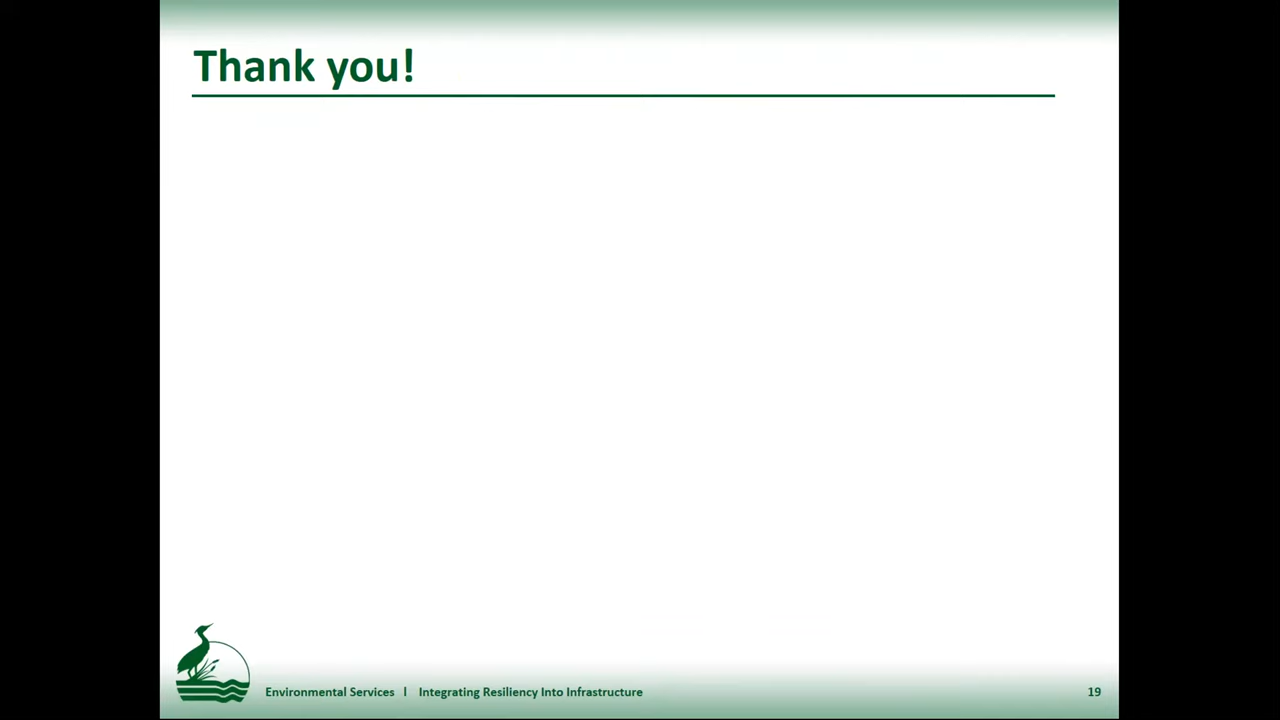 Thank you!
Environmental Services | Integrating Resiliency Into Infrastructure 19